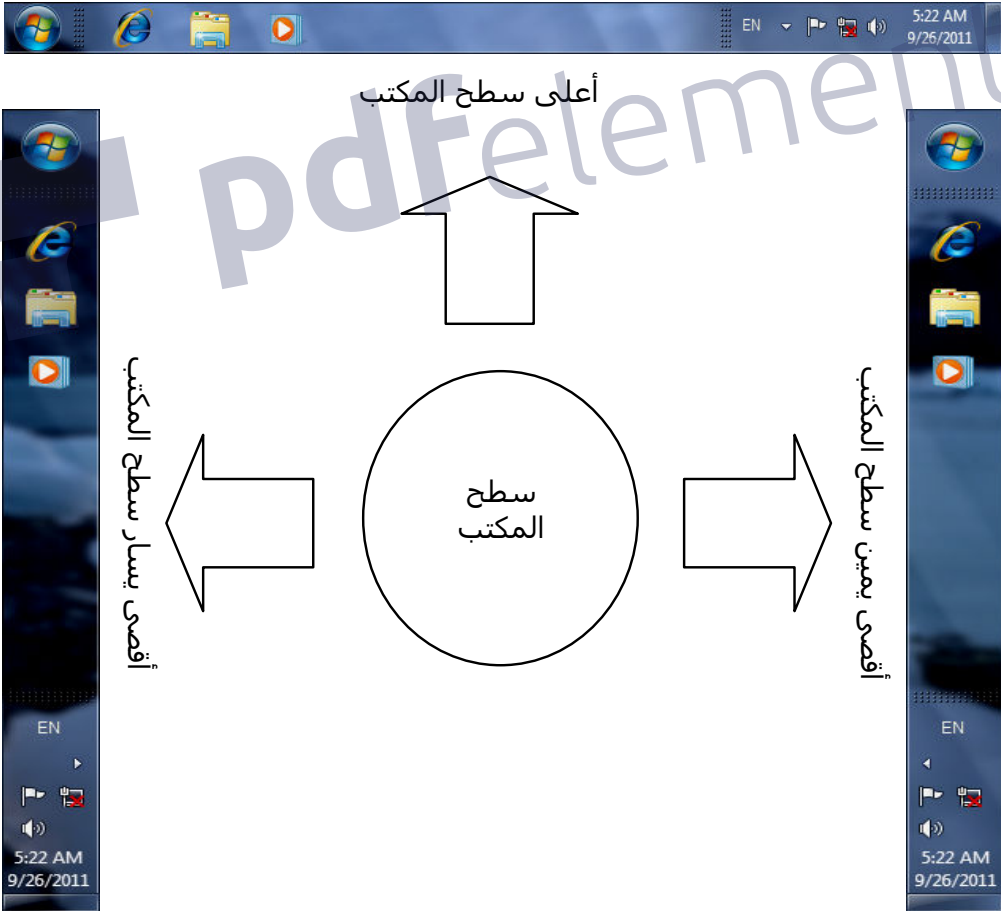 EN
5:22 AM
9/26/2011
أعلى سطح المكتب
pdfelement
سطح
المكتب
أقصى يمين سطح المكتب
أقصى يسار سطح المكتب
EN
5:22 AM
9/26/2011
EN
5:22 AM
9/26/2011